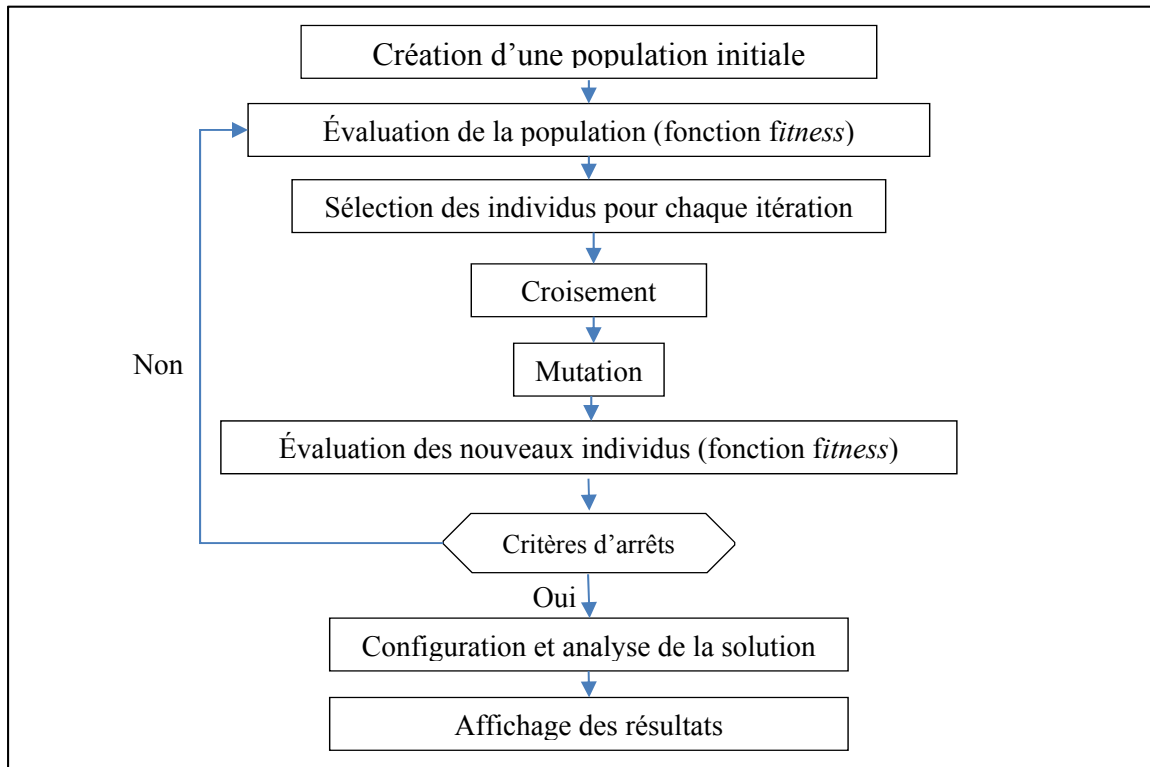 Création d’une population initiale
Évaluation de la population (fonction fitness)
Sélection des individus pour chaque itération
Croisement
Non
Mutation
Évaluation des nouveaux individus (fonction fitness)
Critères d’arrêts
Oui
Configuration et analyse de la solution
Affichage des résultats